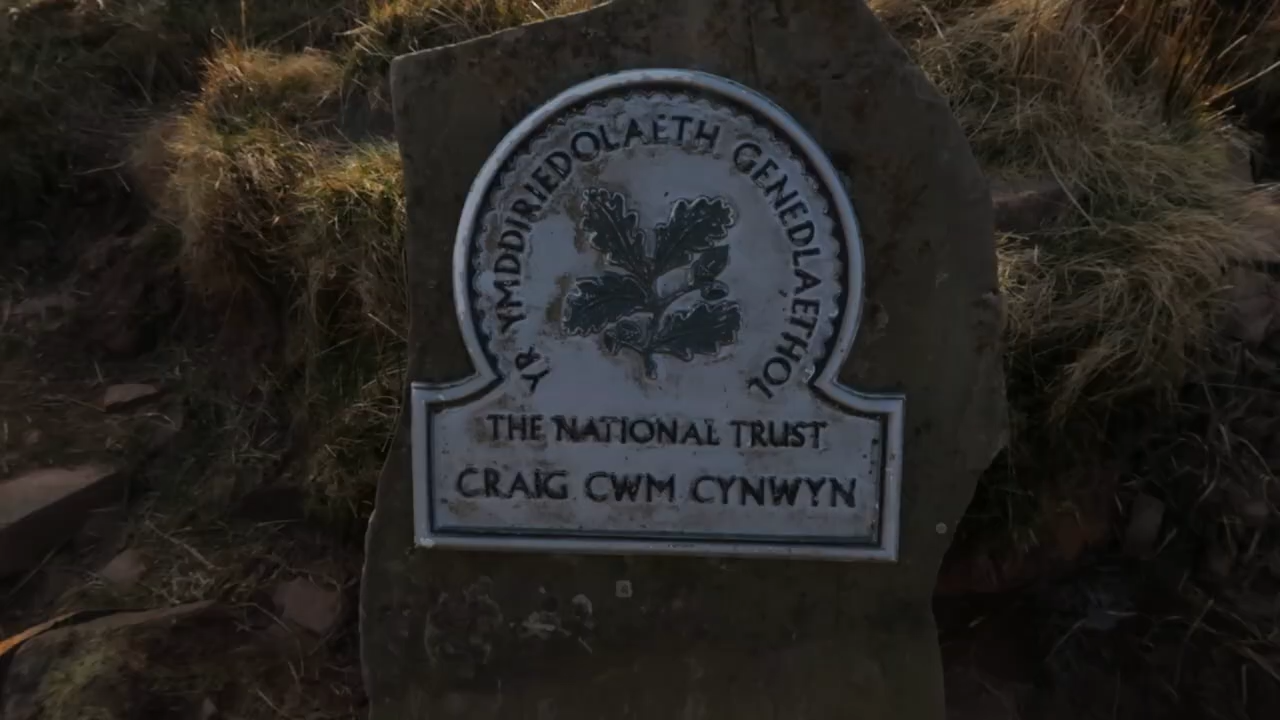 YR YMDDIRIEDOLAETH GENEDLAETHOL
THE NATIONAL TRUST
CRAIG CWM CYNWYN